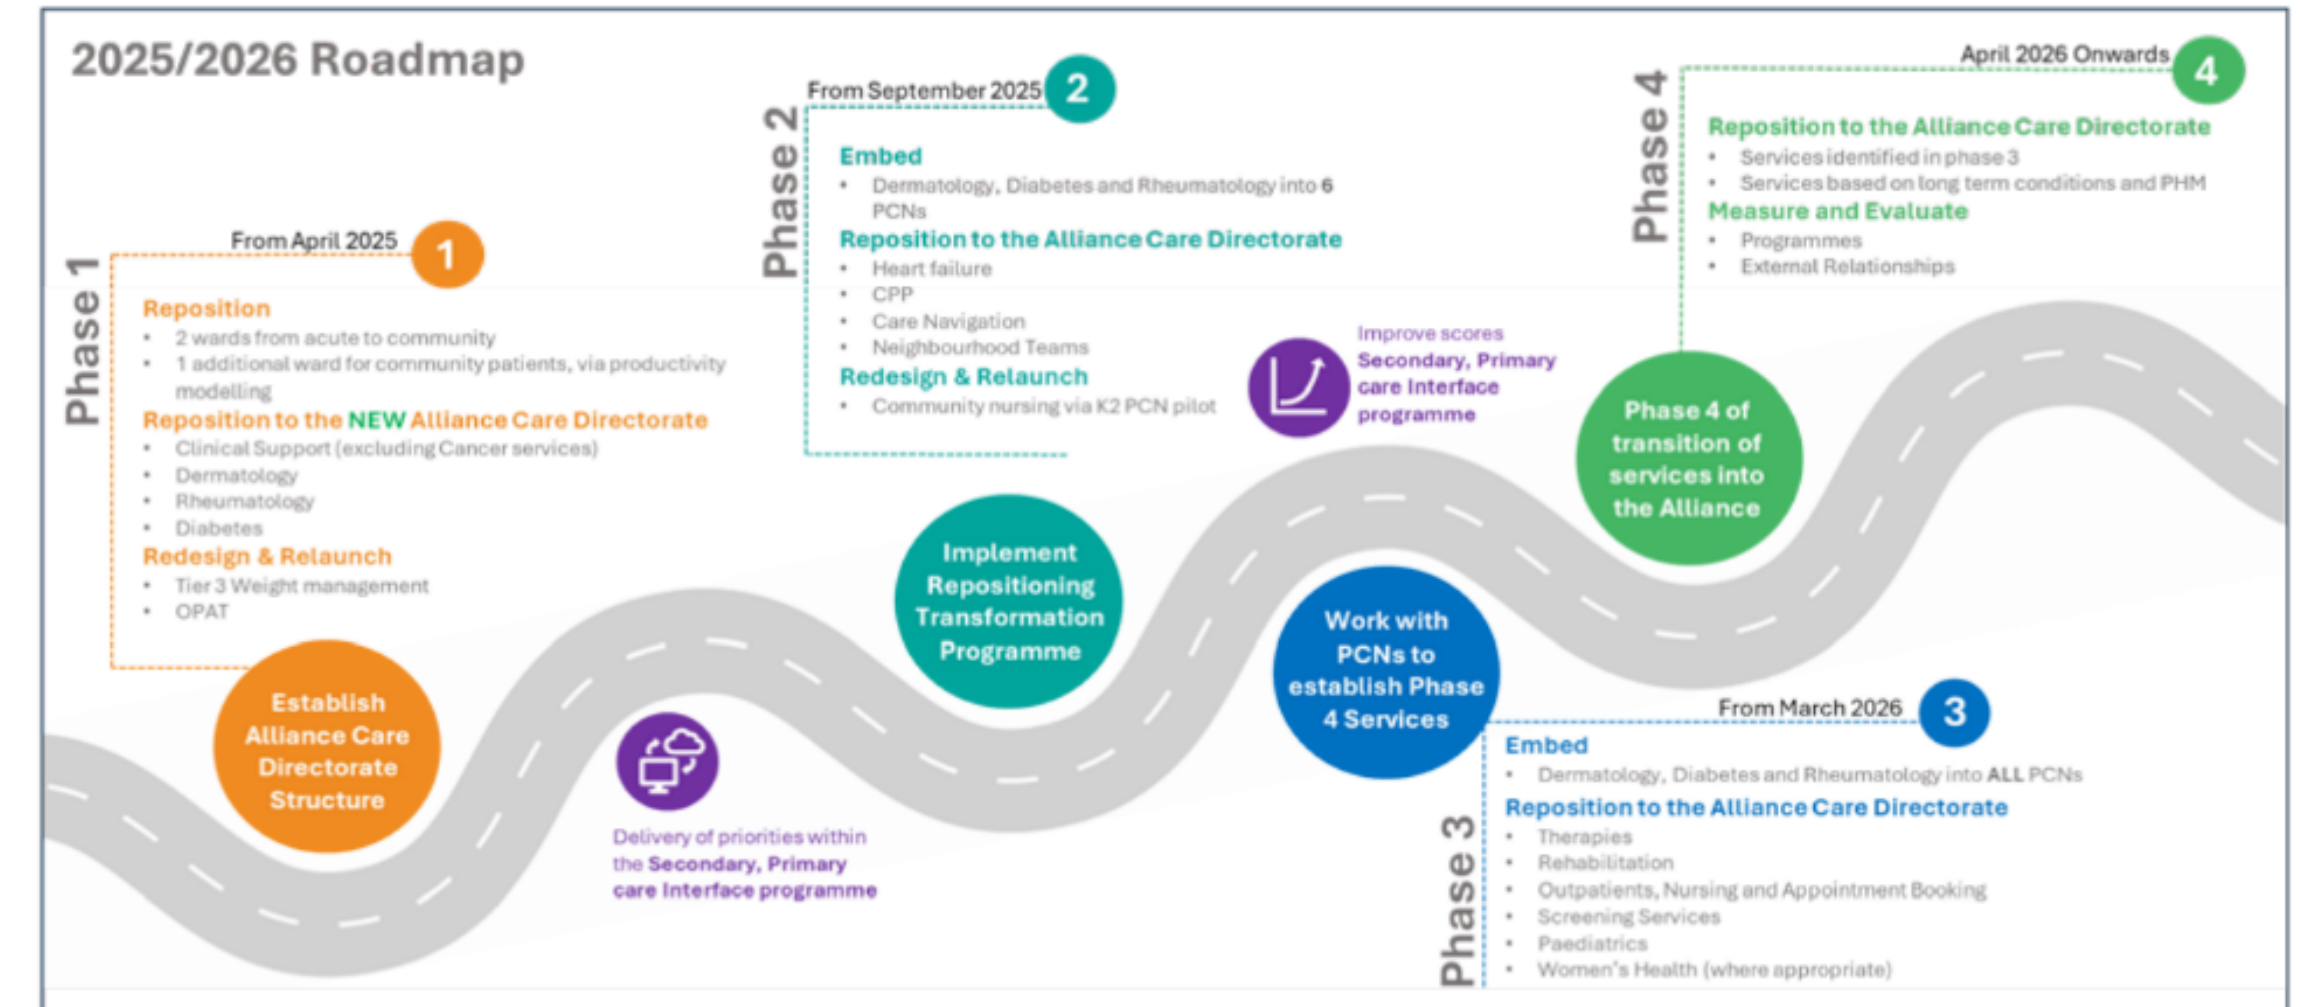 2025/2026 Roadmap
Phase 1
From April 2025
1
Reposition
• 2 wards from acute to community
• 1 additional ward for community patients, via productivity
modelling
Reposition to the NEW Alliance Care Directorate
• Clinical Support (excluding Cancer services)
• Dermatology
• Rheumatology
• Diabetes
Redesign & Relaunch
• Tier 3 Weight management
• OPAT
Establish
Alliance Care
Directorate
Structure
Delivery of priorities within
the Secondary, Primary
care Interface programme
Phase 2
From September 2025
2
Embed
• Dermatology, Diabetes and Rheumatology into 6
PCNs
Reposition to the Alliance Care Directorate
• Heart failure
• CPP
• Care Navigation
• Neighbourhood Teams
Redesign & Relaunch
• Community nursing via K2 PCN pilot
Implement
Repositioning
Transformation
Programme
Improve scores
Secondary, Primary
care Interface
programme
Work with
PCNs to
establish Phase
4 Services
Phase 3
From March 2026
3
Embed
• Dermatology, Diabetes and Rheumatology into ALL PCNs
Reposition to the Alliance Care Directorate
• Therapies
• Rehabilitation
• Outpatients, Nursing and Appointment Booking
• Screening Services
• Paediatrics
• Women's Health (where appropriate)
Phase 4
April 2026 Onwards
4
Reposition to the Alliance Care Directorate
• Services identified in phase 3
• Services based on long term conditions and PHM
Measure and Evaluate
• Programmes
• External Relationships
Phase 4 of
transition of
services into
the Alliance